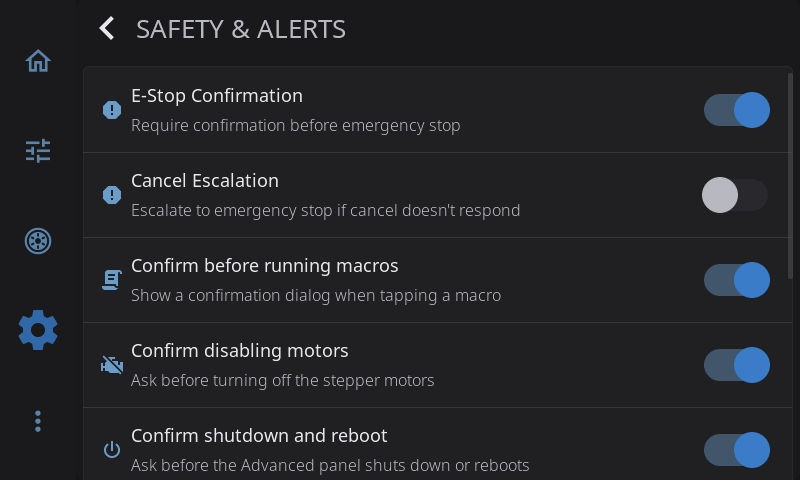 SAFETY & ALERTS
E-Stop Confirmation
Require confirmation before emergency stop
Cancel Escalation
Escalate to emergency stop if cancel doesn't respond
Confirm before running macros
Show a confirmation dialog when tapping a macro
Confirm disabling motors
Ask before turning off the stepper motors
Confirm shutdown and reboot
Ask before the Advanced panel shuts down or reboots